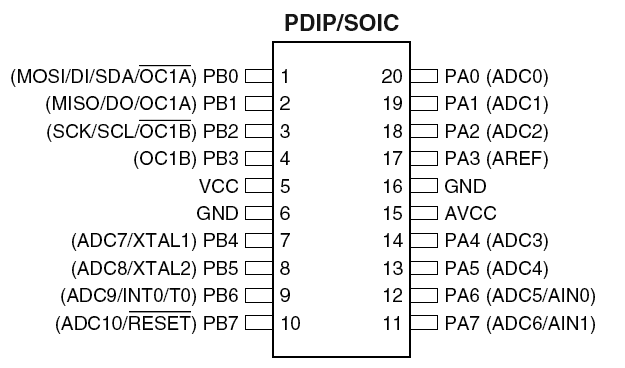 PDIP/SOIC
(MOSI/DI/SDA/OC1A) PB0 1 20 PA0 (ADC0)
(MISO/DO/OC1A) PB1 2 19 PA1 (ADC1)
(SCK/SCL/OC1B) PB2 3 18 PA2 (ADC2)
(OC1B) PB3 4 17 PA3 (AREF)
VCC 5 16 GND
GND 6 15 AVCC
(ADC7/XTAL1) PB4 7 14 PA4 (ADC3)
(ADC8/XTAL2) PB5 8 13 PA5 (ADC4)
(ADC9/INT0/T0) PB6 9 12 PA6 (ADC5/AIN0)
(ADC10/RESET) PB7 10 11 PA7 (ADC6/AIN1)